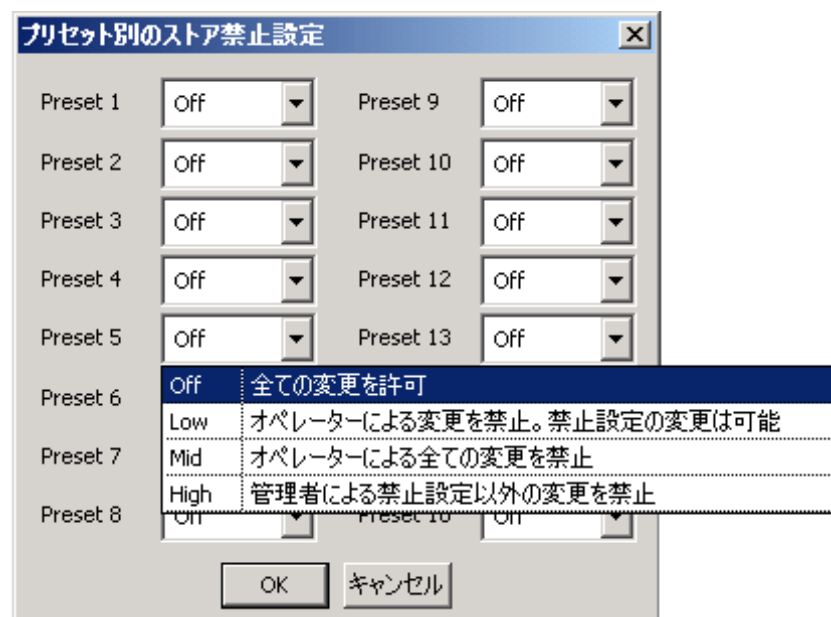 プリセット別のストア禁止設定
Preset 1 Off Preset 9 Off
Preset 2 Off Preset 10 Off
Preset 3 Off Preset 11 Off
Preset 4 Off Preset 12 Off
Preset 5 Off Preset 13 Off
Preset 6 Off 全ての変更を許可
Low オペレーターによる変更を禁止。禁止設定の変更は可能
Preset 7 Mid オペレーターによる全ての変更を禁止
High 管理者による禁止設定以外の変更を禁止
Preset 8 Off Preset 16 Off
OK キャンセル